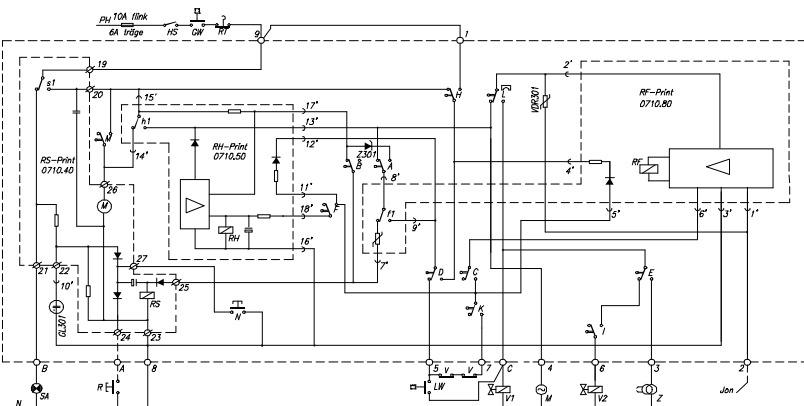 PH 10A flink
6A träge HS GW RT 9 1
19
s1
20
15'
h1
17'
13'
12'
H
L
2'
VDR301
RF-Print
0710.80
RS-Print
0710.40
M
14'
RH-Print
0710.50
Z301
B A
8'
4'
RF
26
M
11'
18'
F
f1
9'
5'
6' 3' 1'
RH
16'
7'
21 22
27
25
10'
GL301
RS
N
D C
E
K
I
24 23
B A 8 5 7 C 4 6 3 2
V V
SA
R
LW
V1
M
V2
Z
Jon
N